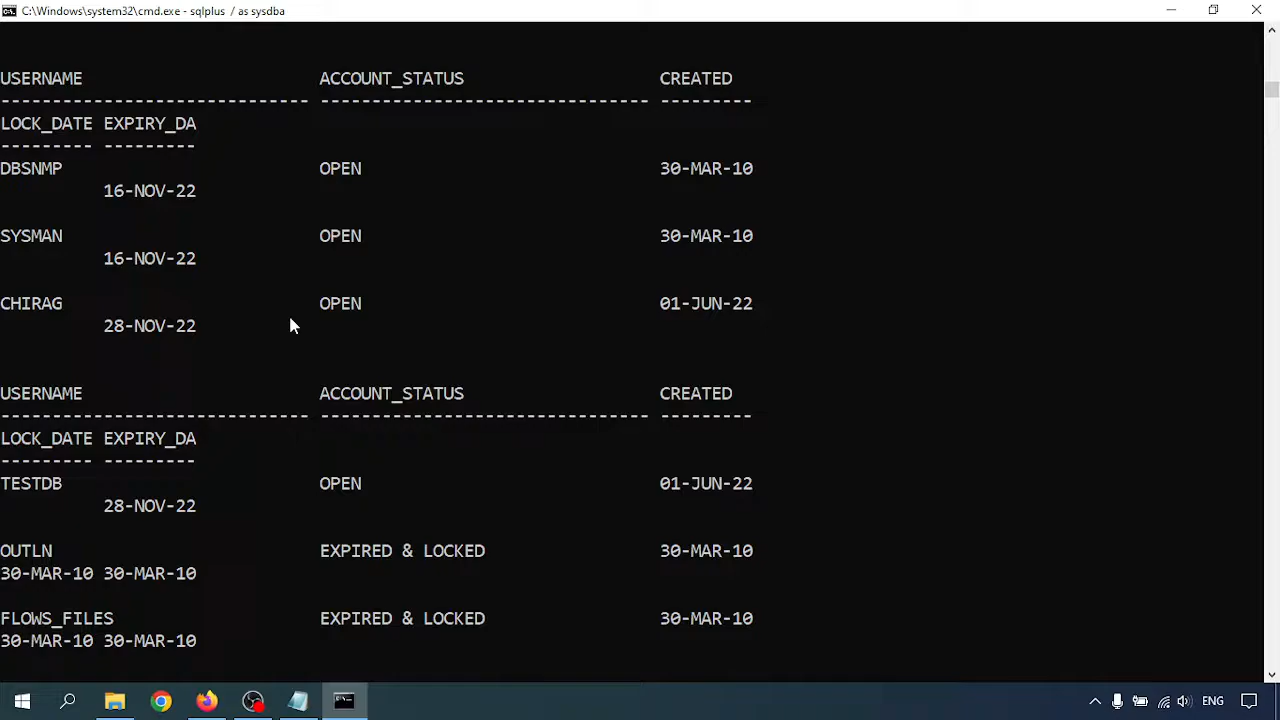 C:\Windows\system32\cmd.exe - sqlplus / as sysdba
USERNAME ACCOUNT_STATUS CREATED
------------------------------ -------------------------------- ---------
LOCK_DATE EXPIRY_DA
--------- ---------
DBSNMP OPEN 30-MAR-10
16-NOV-22
SYSMAN OPEN 30-MAR-10
16-NOV-22
CHIRAG OPEN 01-JUN-22
28-NOV-22
USERNAME ACCOUNT_STATUS CREATED
------------------------------ -------------------------------- ---------
LOCK_DATE EXPIRY_DA
--------- ---------
TESTDB OPEN 01-JUN-22
28-NOV-22
OUTLN EXPIRED & LOCKED 30-MAR-10
30-MAR-10 30-MAR-10
FLOWS_FILES EXPIRED & LOCKED 30-MAR-10
30-MAR-10 30-MAR-10
ENG